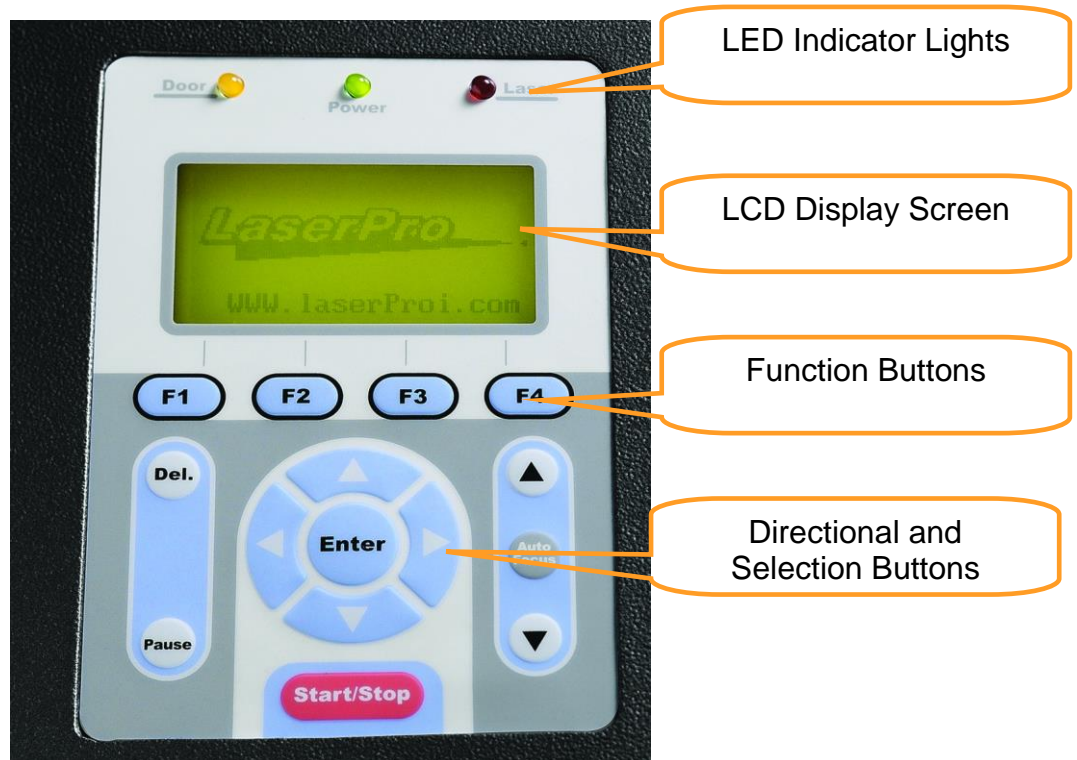 LED Indicator Lights
Door
Power
Laser
LCD Display Screen
LaserPro
WWW.laserProi.com
Function Buttons
F1 F2 F3 F4
Del.
Enter
Auto
Focus
Directional and
Selection Buttons
Pause
Start/Stop